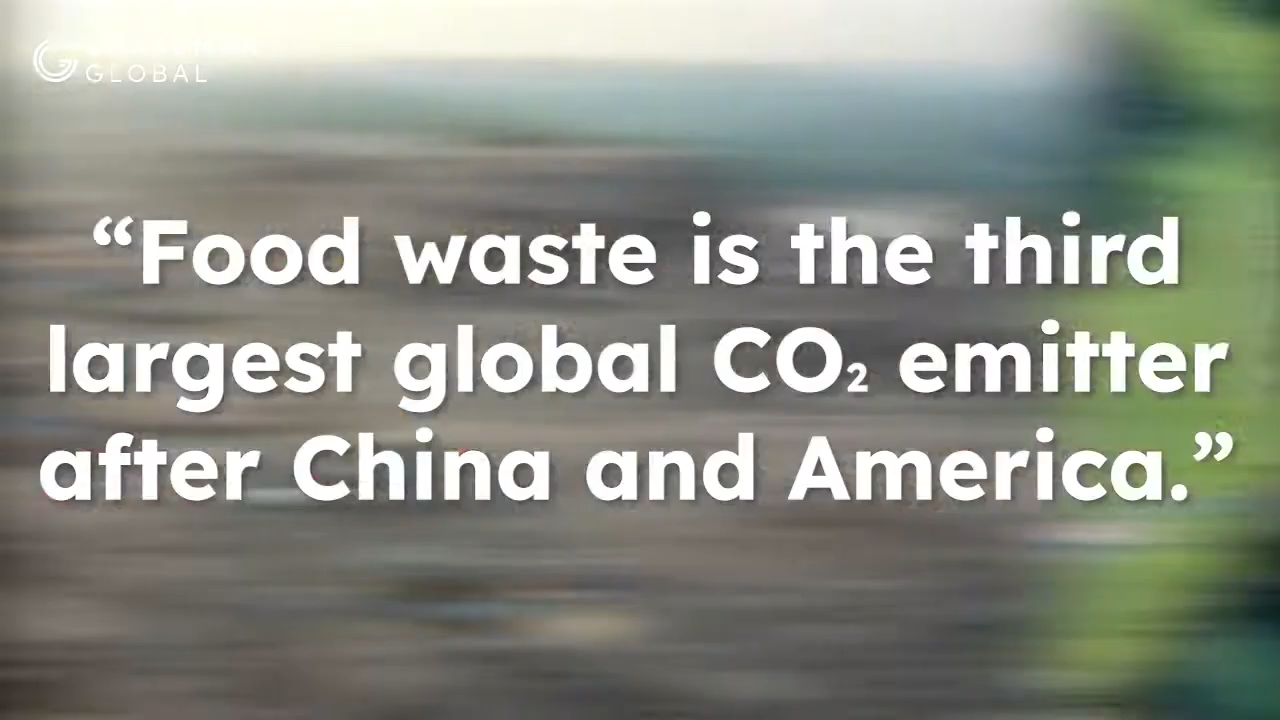 GLOBAL
“Food waste is the third
largest global CO₂ emitter
after China and America.”